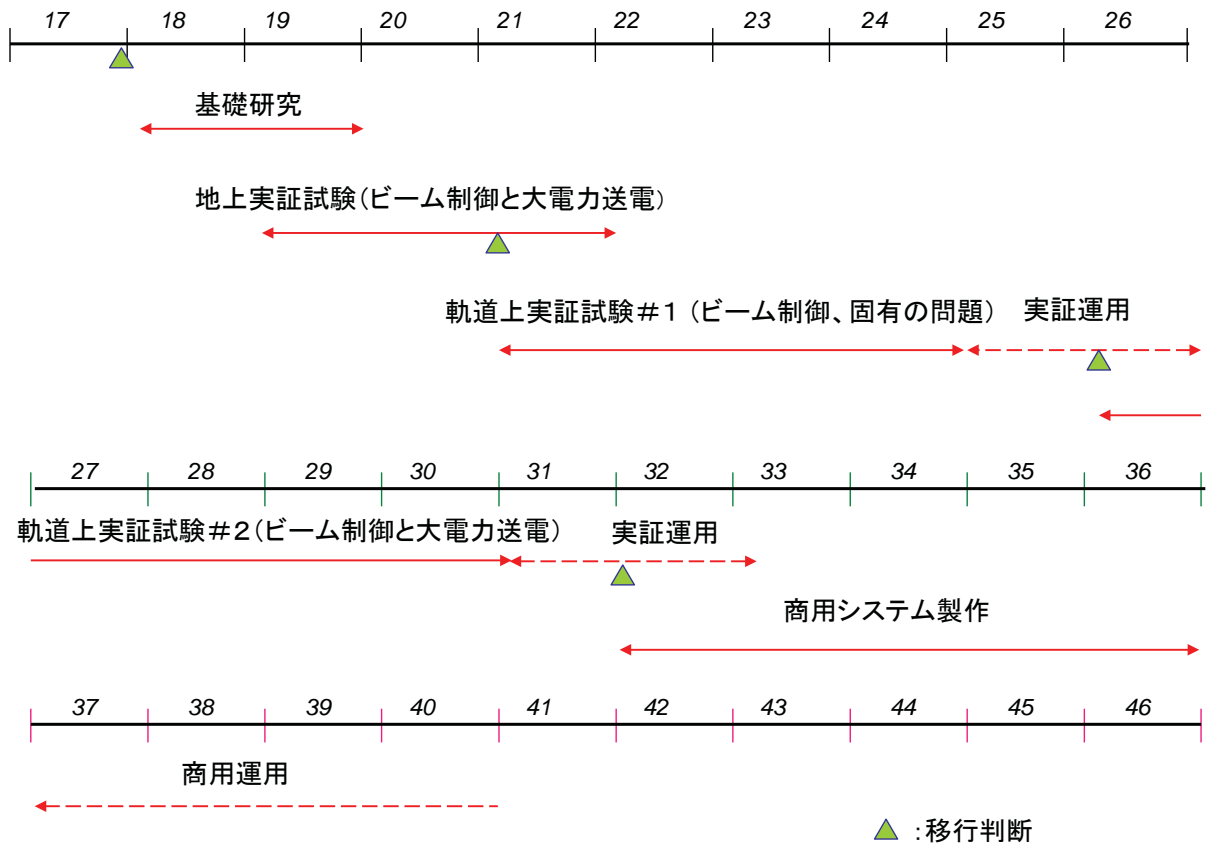 17 18 19 20 21 22 23 24 25 26
基礎研究
地上実証試験(ビーム制御と大電力送電)
軌道上実証試験#1 (ビーム制御、固有の問題) 実証運用
27 28 29 30 31 32 33 34 35 36
軌道上実証試験#2(ビーム制御と大電力送電) 実証運用
商用システム製作
37 38 39 40 41 42 43 44 45 46
商用運用
:移行判断